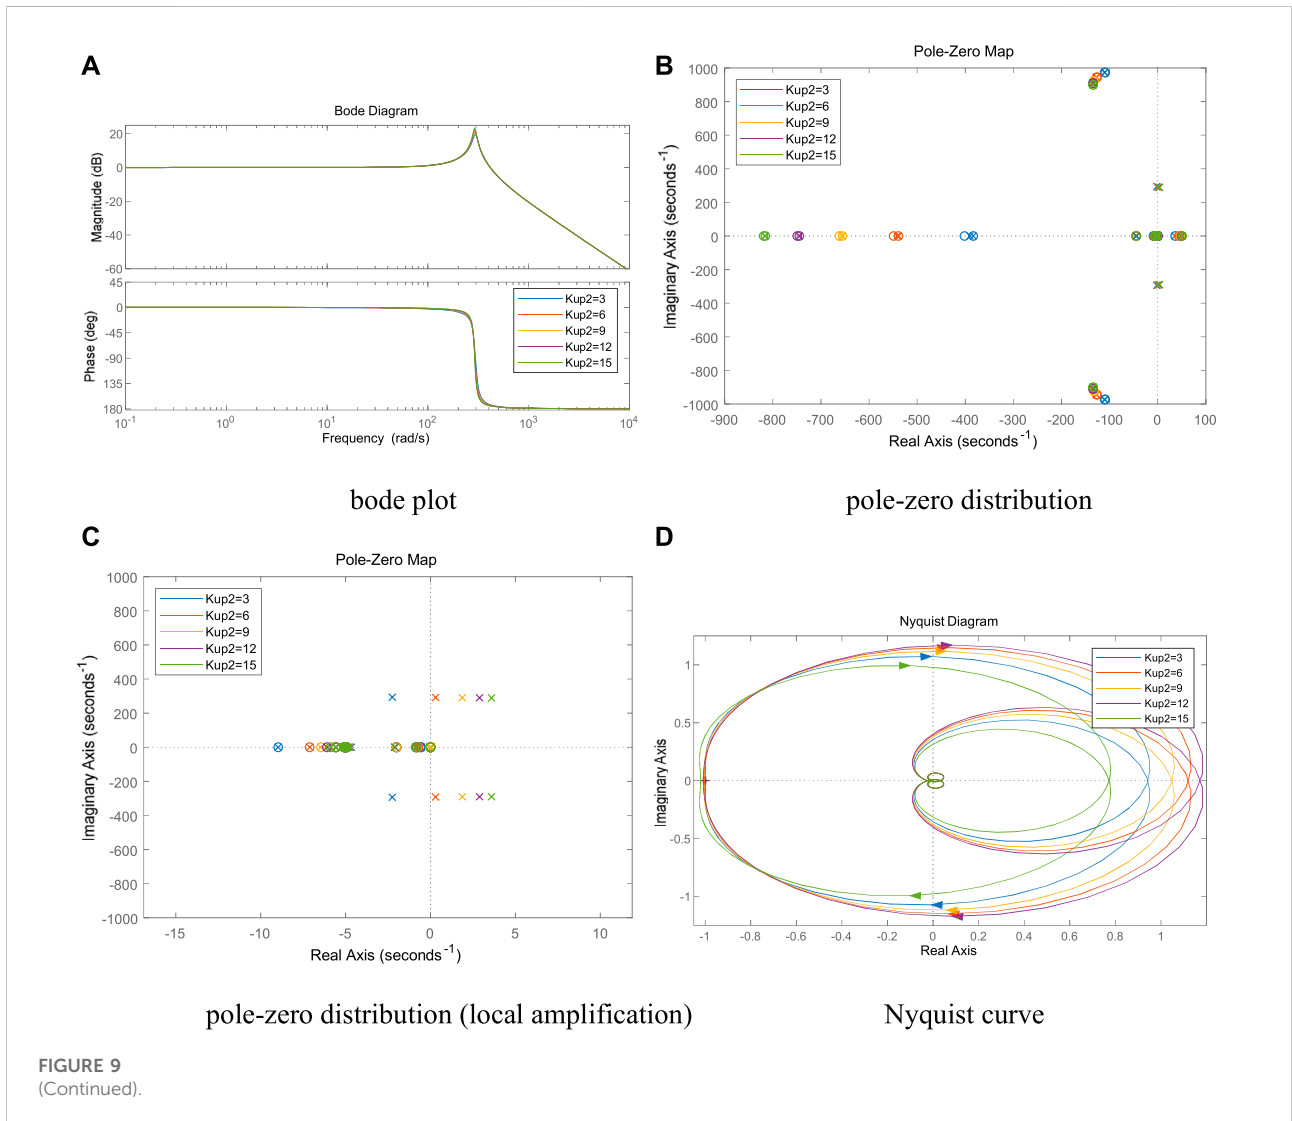 A
Bode Diagram
Magnitude (dB)
20
0
-20
-40
-60
Phase (deg)
45
0
-45
-90
-135
180
Kup2=3
Kup2=6
Kup2=9
Kup2=12
Kup2=15
10-1 100 101 102 103 104
Frequency (rad/s)
bode plot
B
Pole-Zero Map
Imaginary Axis (seconds-1)
1000
800
600
400
200
0
-200
-400
-600
-800
-1000
Kup2=3
Kup2=6
Kup2=9
Kup2=12
Kup2=15
-900 -800 -700 -600 -500 -400 -300 -200 -100 0 100
Real Axis (seconds-1)
pole-zero distribution
C
Pole-Zero Map
Imaginary Axis (seconds-1)
1000
800
600
400
200
0
-200
-400
-600
-800
-1000
Kup2=3
Kup2=6
Kup2=9
Kup2=12
Kup2=15
-15 -10 -5 0 5 10
Real Axis (seconds-1)
pole-zero distribution (local amplification)
D
Nyquist Diagram
Imaginary Axis
1
0.5
0
-0.5
-1
Kup2=3
Kup2=6
Kup2=9
Kup2=12
Kup2=15
-1 -0.8 -0.6 -0.4 -0.2 0 0.2 0.4 0.6 0.8 1
Real Axis
Nyquist curve
FIGURE 9
(Continued).